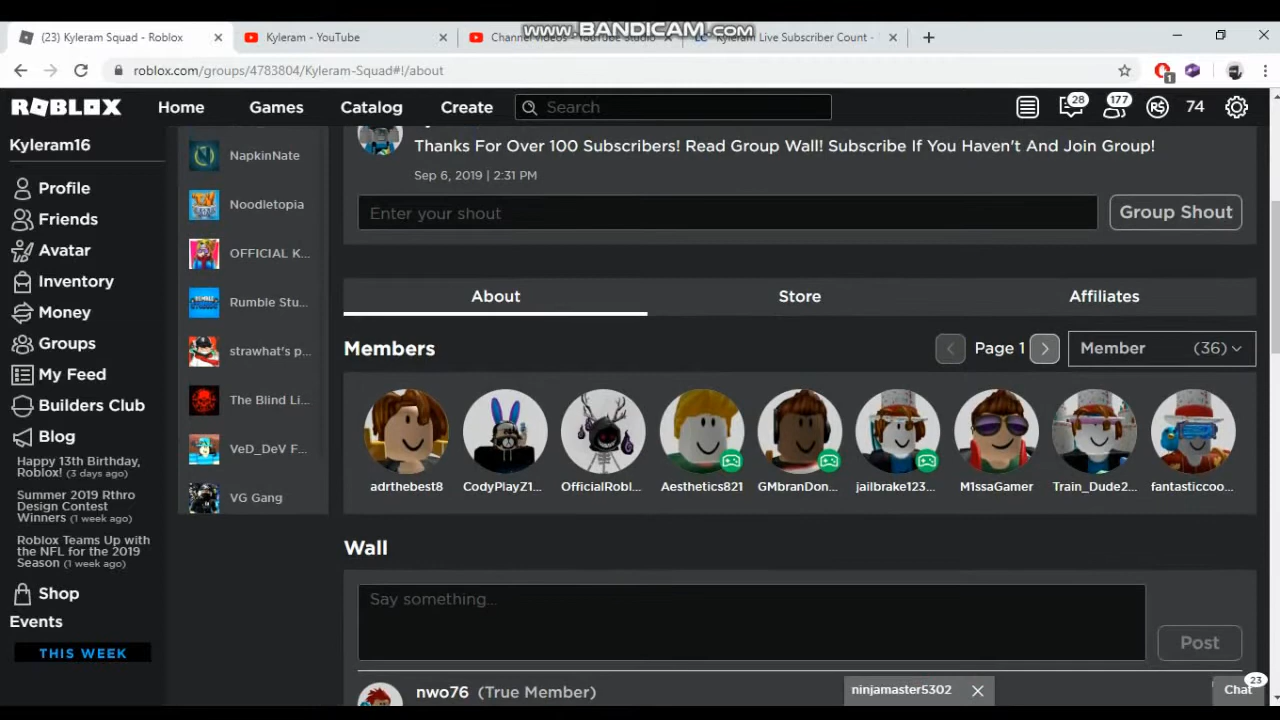 www.BANDICAM.com
(23) Kyleram Squad - Roblox
Kyleram - YouTube
Channel videos - YouTube Studio
Kyleram Live Subscriber Count -
roblox.com/groups/4783804/Kyleram-Squad#!/about
1
ROBLOX
Home
Games
Catalog
Create
Search
28
177
R$
74
Kyleram16
Profile
Friends
Avatar
Inventory
Money
Groups
My Feed
Builders Club
Blog
Happy 13th Birthday,
Roblox! (3 days ago)
Summer 2019 Rthro
Design Contest
Winners (1 week ago)
Roblox Teams Up with
the NFL for the 2019
Season (1 week ago)
Shop
Events
THIS WEEK
NapkinNate
Noodletopia
OFFICIAL K...
Rumble Stu...
strawhat's p...
The Blind Li...
VeD_DeV F...
VG Gang
Thanks For Over 100 Subscribers! Read Group Wall! Subscribe If You Haven't And Join Group!
Sep 6, 2019 | 2:31 PM
Enter your shout
Group Shout
About
Store
Affiliates
Members
Page 1
Member (36)
adrthebest8
CodyPlayZ1...
OfficialRobl...
Aesthetics821
GMbranDon...
jailbrake123...
M1ssaGamer
Train_Dude2...
fantasticcoo...
Wall
Say something...
Post
nwo76 (True Member)
ninjamaster5302
Chat
23